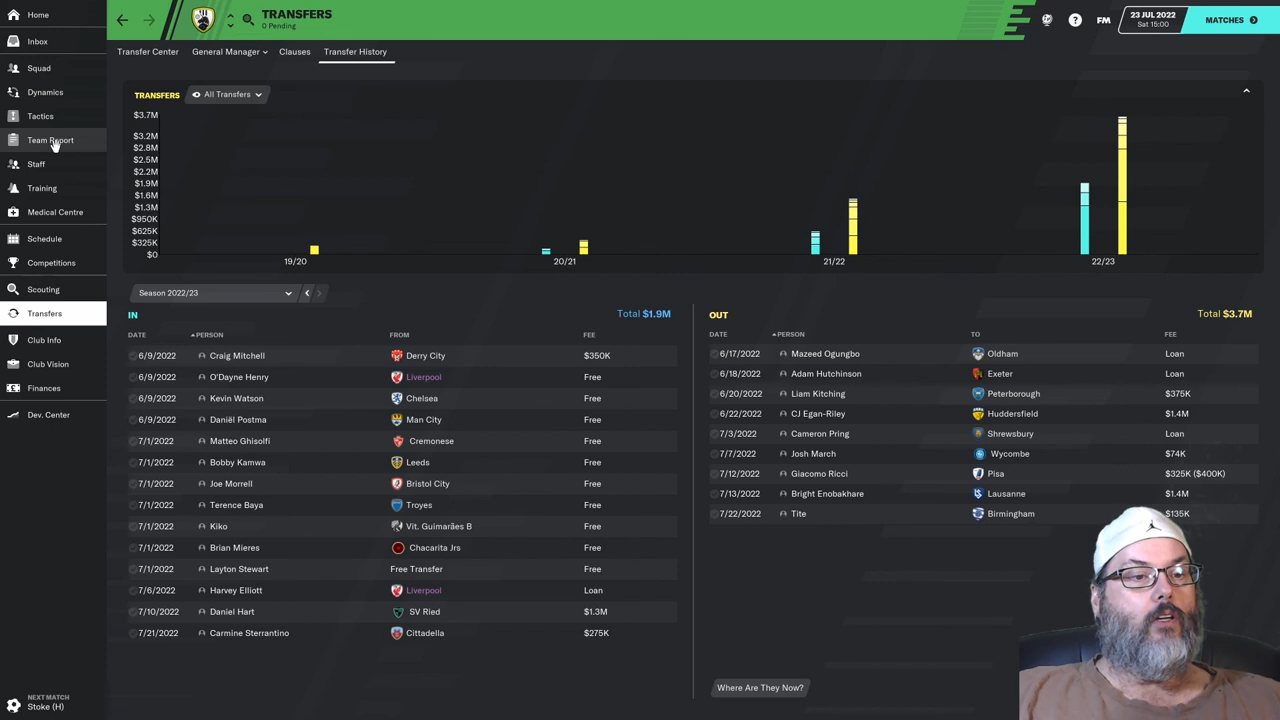 Home
TRANSFERS
0 Pending
FM
23 JUL 2022
Sat 15:00
MATCHES
Inbox
Squad
Dynamics
Tactics
Team Report
Staff
Training
Medical Centre
Schedule
Competitions
Scouting
Transfers
Club Info
Club Vision
Finances
Dev. Center
NEXT MATCH
Stoke (H)
Transfer Center
General Manager
Clauses
Transfer History
TRANSFERS
All Transfers
$3.7M
$3.2M
$2.8M
$2.5M
$2.2M
$1.9M
$1.6M
$1.3M
$950K
$625K
$325K
$0
19/20
20/21
21/22
22/23
Season 2022/23
IN
Total $1.9M
DATE PERSON FROM FEE
6/9/2022 Craig Mitchell Derry City $350K
6/9/2022 O'Dayne Henry Liverpool Free
6/9/2022 Kevin Watson Chelsea Free
6/9/2022 Daniël Postma Man City Free
7/1/2022 Matteo Ghisolfi Cremonese Free
7/1/2022 Bobby Kamwa Leeds Free
7/1/2022 Joe Morrell Bristol City Free
7/1/2022 Terence Baya Troyes Free
7/1/2022 Kiko Vit. Guimarães B Free
7/1/2022 Brian Mieres Chacarita Jrs Free
7/1/2022 Layton Stewart Free Transfer Free
7/6/2022 Harvey Elliott Liverpool Loan
7/10/2022 Daniel Hart SV Ried $1.3M
7/21/2022 Carmine Sterrantino Cittadella $275K
OUT
Total $3.7M
DATE PERSON TO FEE
6/17/2022 Mazeed Ogungbo Oldham Loan
6/18/2022 Adam Hutchinson Exeter Loan
6/20/2022 Liam Kitching Peterborough $375K
6/22/2022 CJ Egan-Riley Huddersfield $1.4M
7/3/2022 Cameron Pring Shrewsbury Loan
7/7/2022 Josh March Wycombe $74K
7/12/2022 Giacomo Ricci Pisa $325K ($400K)
7/13/2022 Bright Enobakhare Lausanne $1.4M
7/22/2022 Tite Birmingham $135K
Where Are They Now?